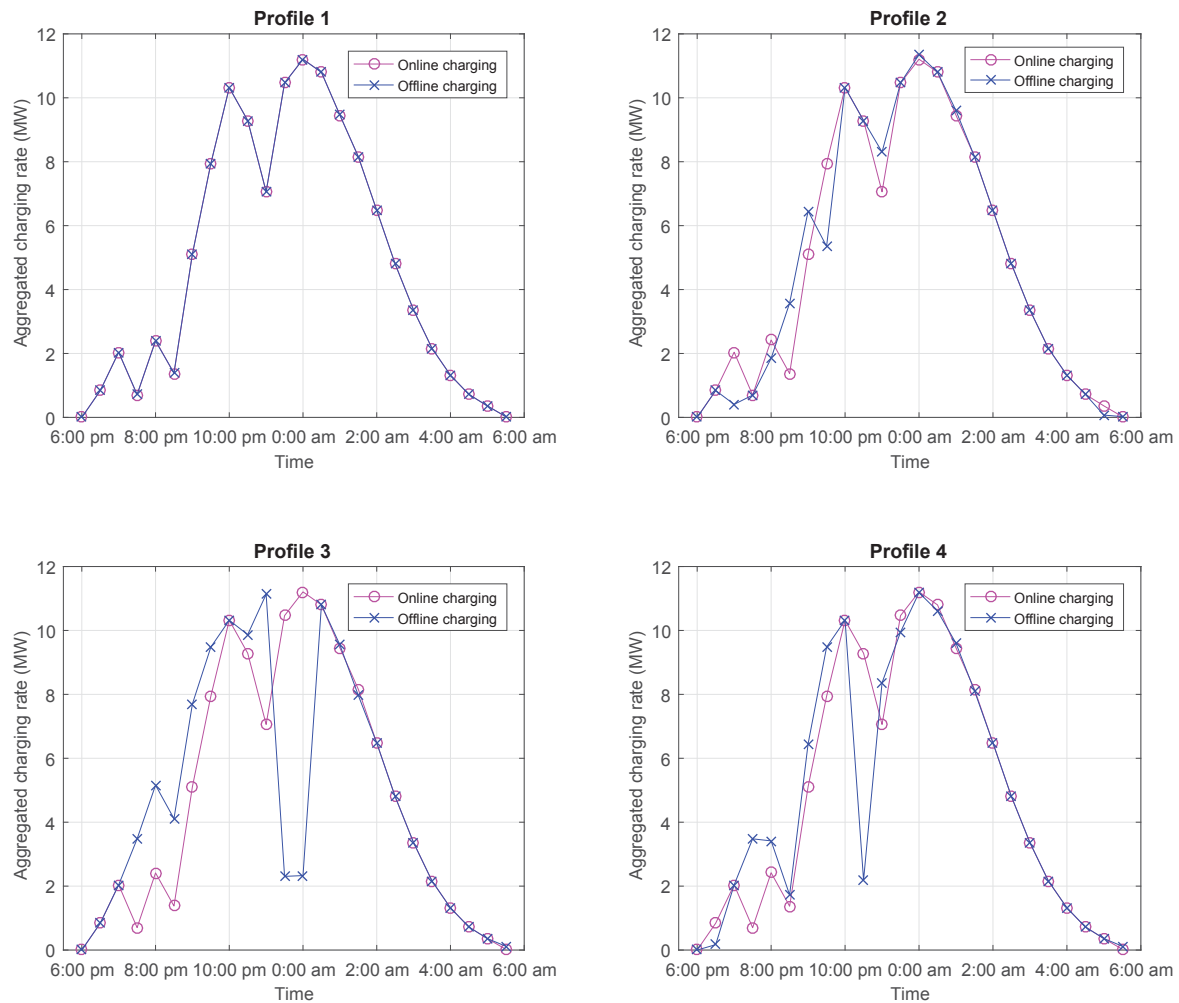 Profile 1
Online charging
Offline charging
Aggregated charging rate (MW)
12
10
8
6
4
2
0
6:00 pm 8:00 pm 10:00 pm 0:00 am 2:00 am 4:00 am 6:00 am
Time
Profile 2
Online charging
Offline charging
Aggregated charging rate (MW)
12
10
8
6
4
2
0
6:00 pm 8:00 pm 10:00 pm 0:00 am 2:00 am 4:00 am 6:00 am
Time
Profile 3
Online charging
Offline charging
Aggregated charging rate (MW)
12
10
8
6
4
2
0
6:00 pm 8:00 pm 10:00 pm 0:00 am 2:00 am 4:00 am 6:00 am
Time
Profile 4
Online charging
Offline charging
Aggregated charging rate (MW)
12
10
8
6
4
2
0
6:00 pm 8:00 pm 10:00 pm 0:00 am 2:00 am 4:00 am 6:00 am
Time